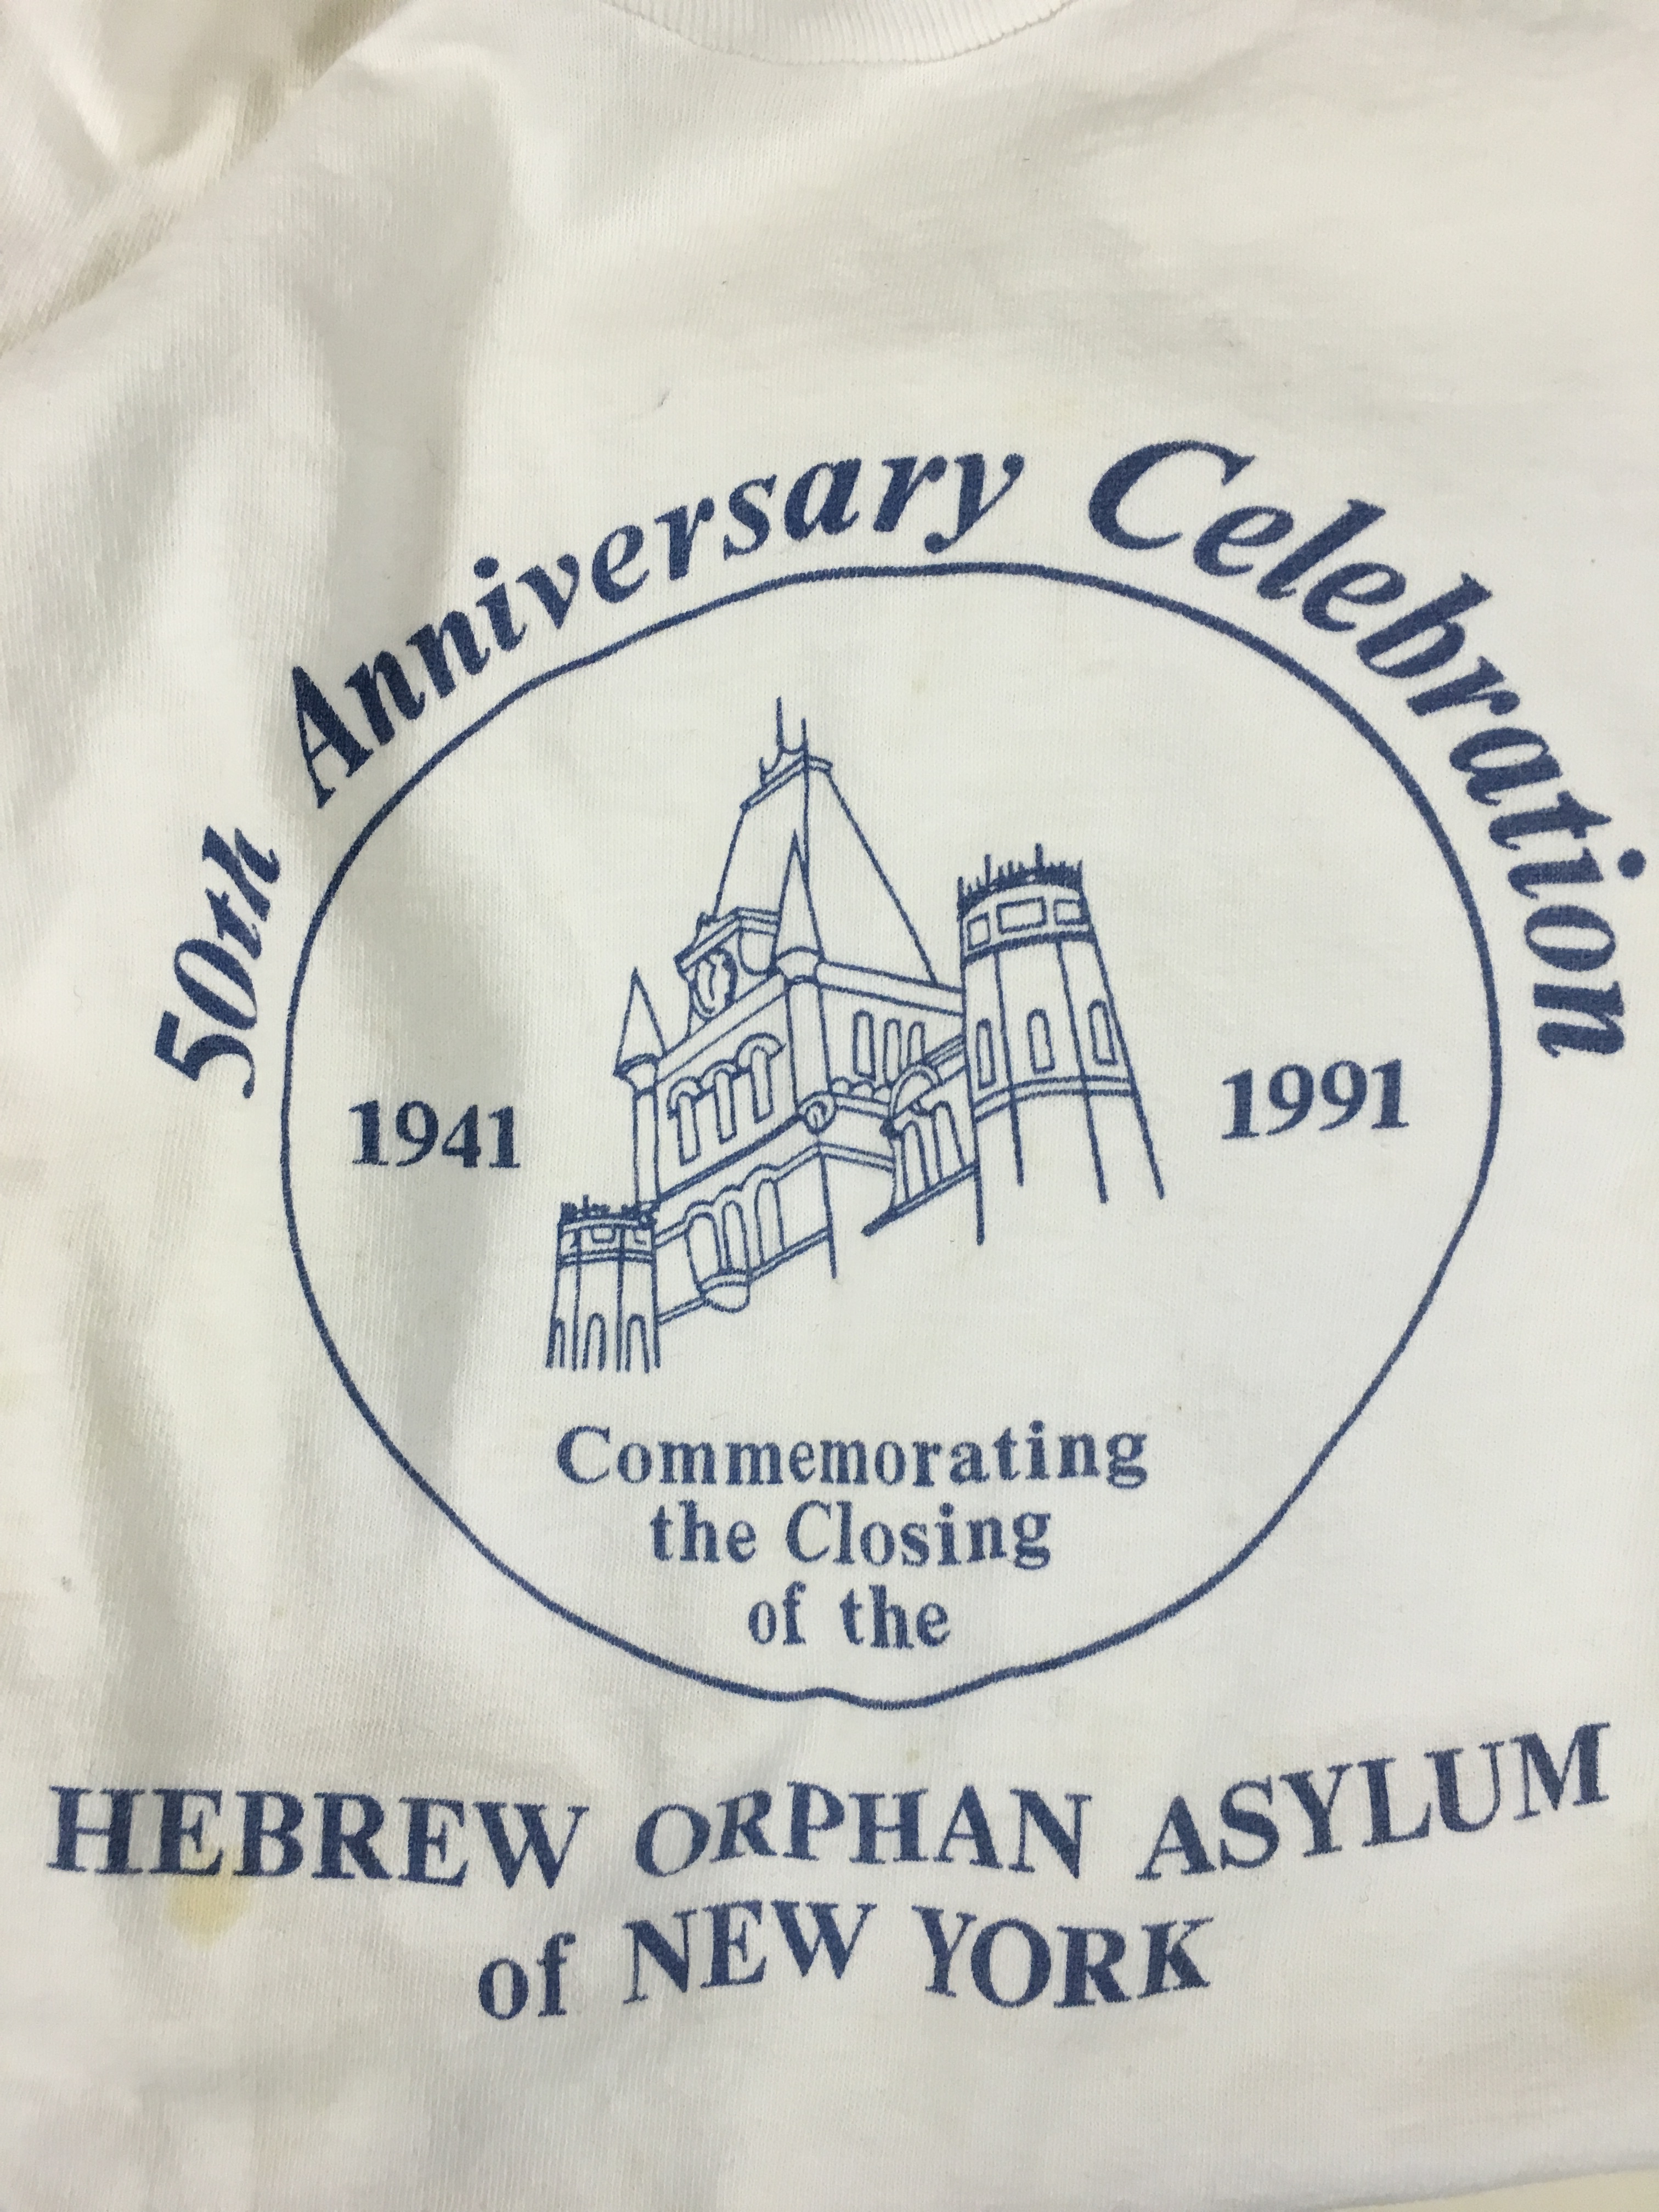 50th Anniversary Celebration
1941
1991
Commemorating
the Closing
of the
HEBREW ORPHAN ASYLUM
of NEW YORK